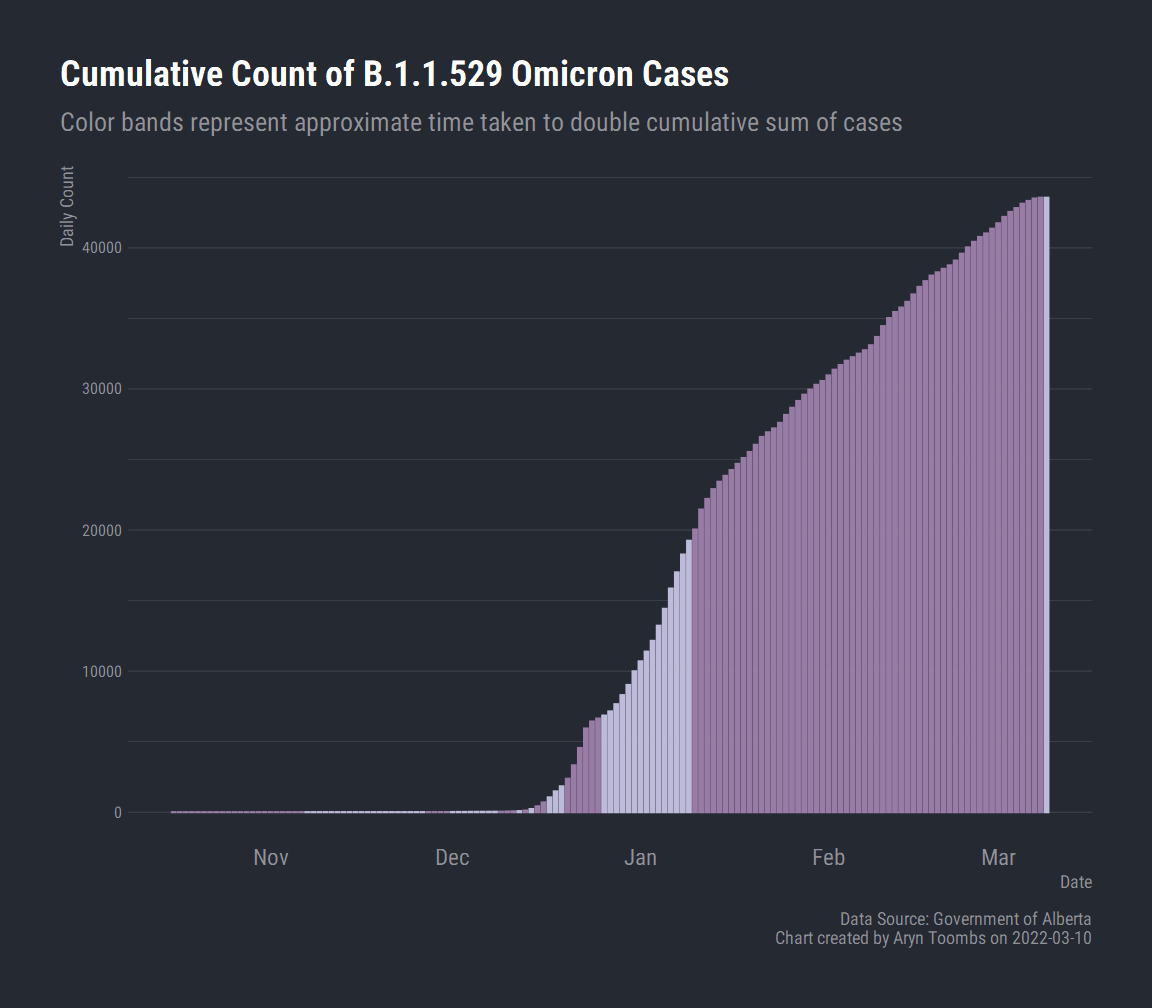 Cumulative Count of B.1.1.529 Omicron Cases
Color bands represent approximate time taken to double cumulative sum of cases
Daily Count
40000
30000
20000
10000
0
Nov Dec Jan Feb Mar
Date
Data Source: Government of Alberta
Chart created by Aryn Toombs on 2022-03-10